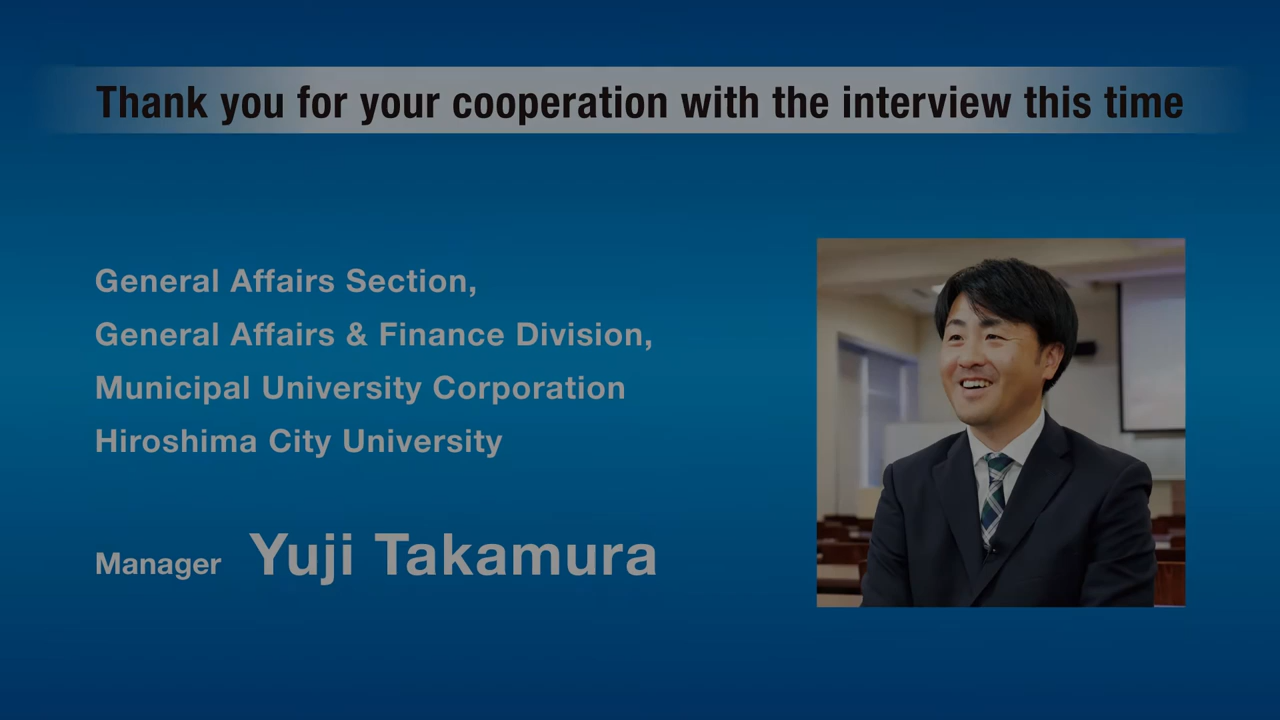 Thank you for your cooperation with the interview this time
General Affairs Section,
General Affairs & Finance Division,
Municipal University Corporation
Hiroshima City University
Manager Yuji Takamura